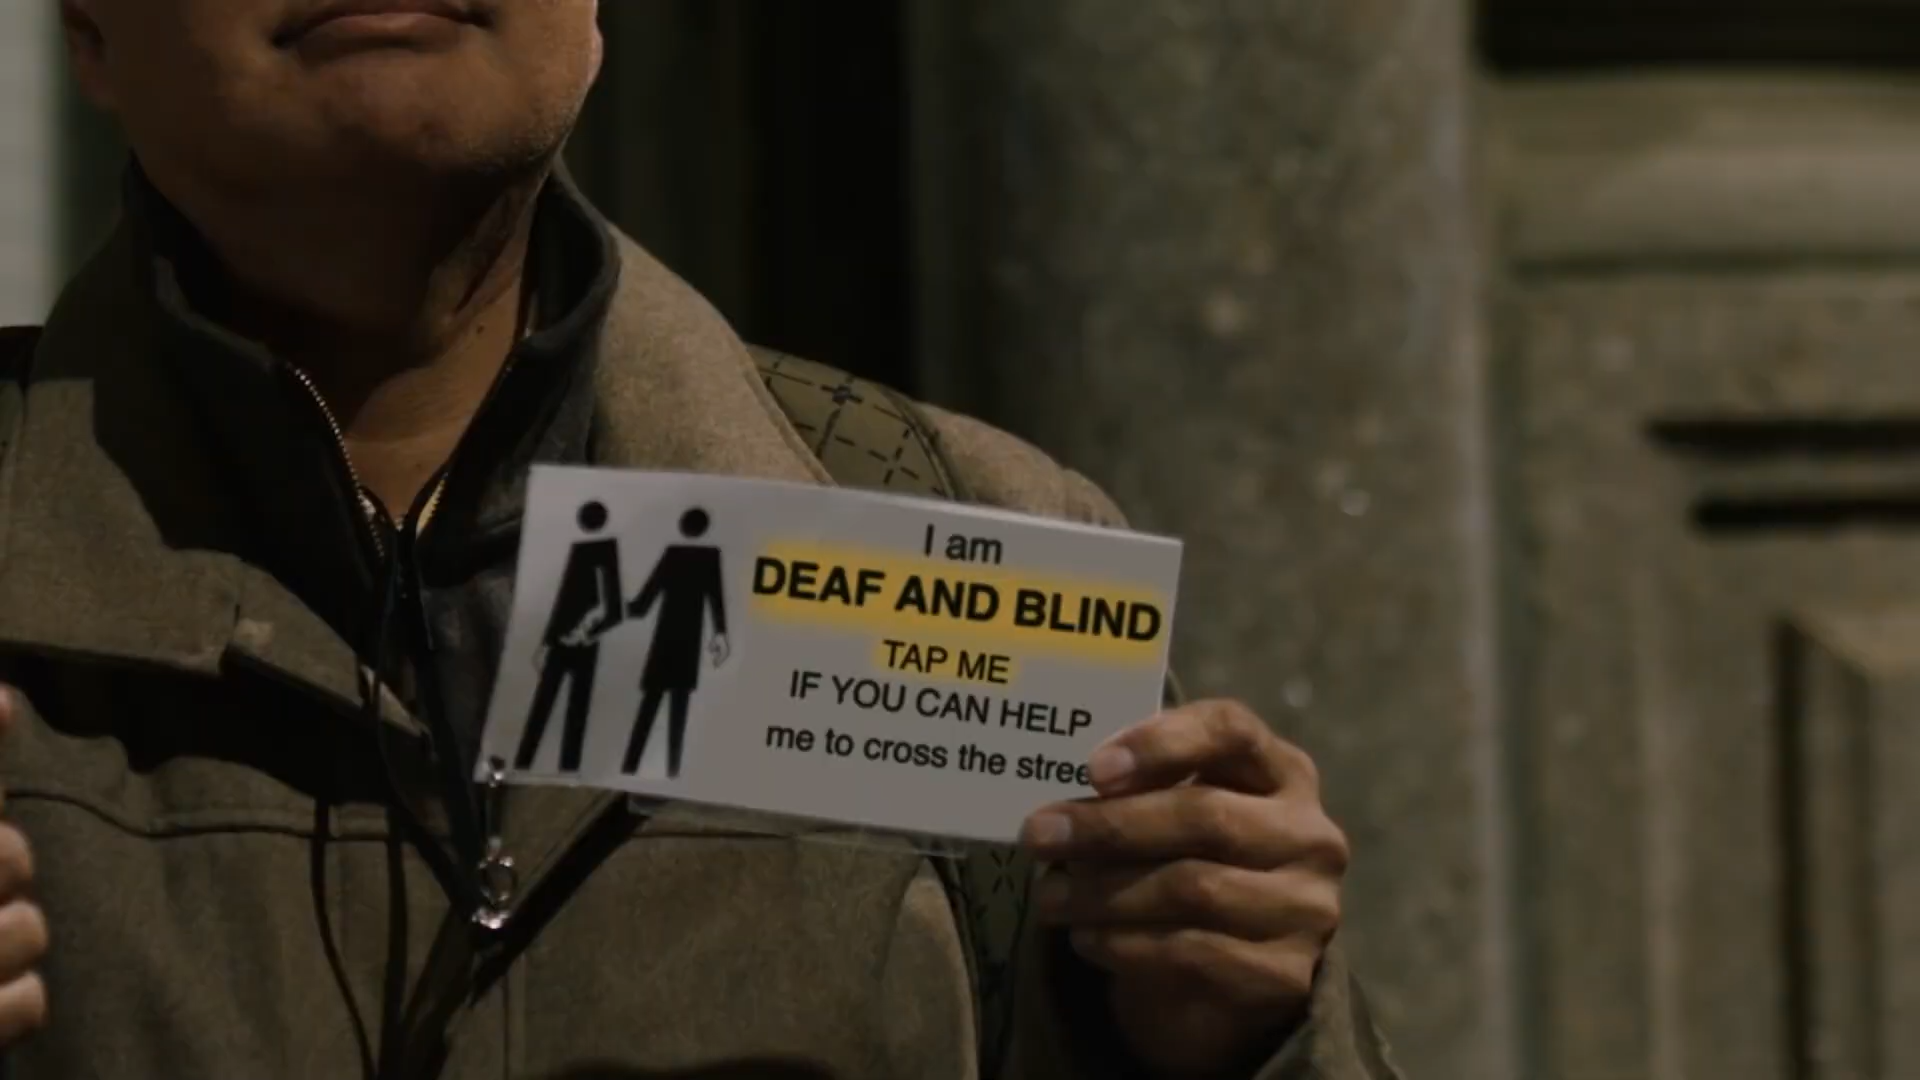 I am
DEAF AND BLIND
TAP ME
IF YOU CAN HELP
me to cross the stree